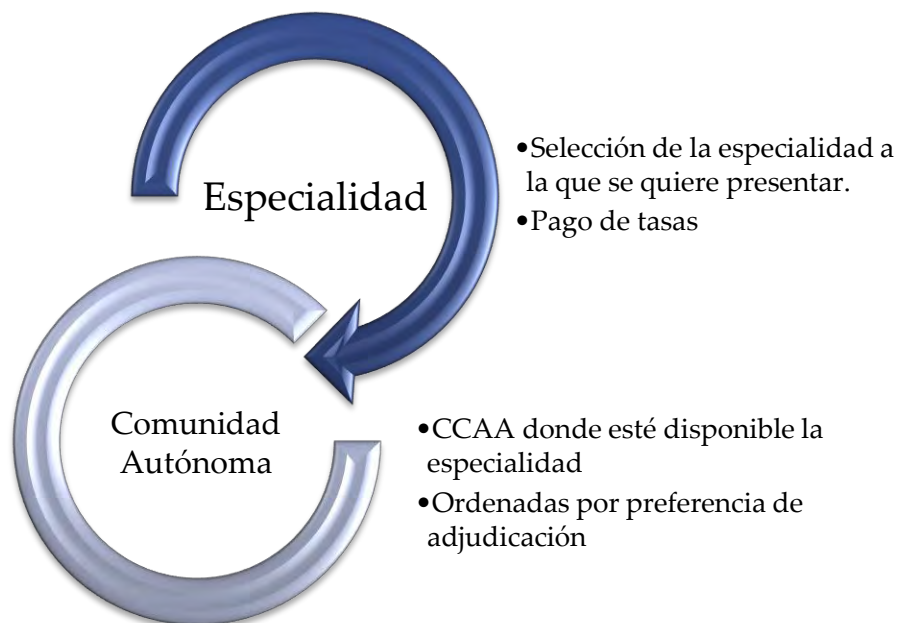 Especialidad
•Selección de la especialidad a
la que se quiere presentar.
•Pago de tasas
Comunidad
Autónoma
•CCAA donde esté disponible la
especialidad
•Ordenadas por preferencia de
adjudicación